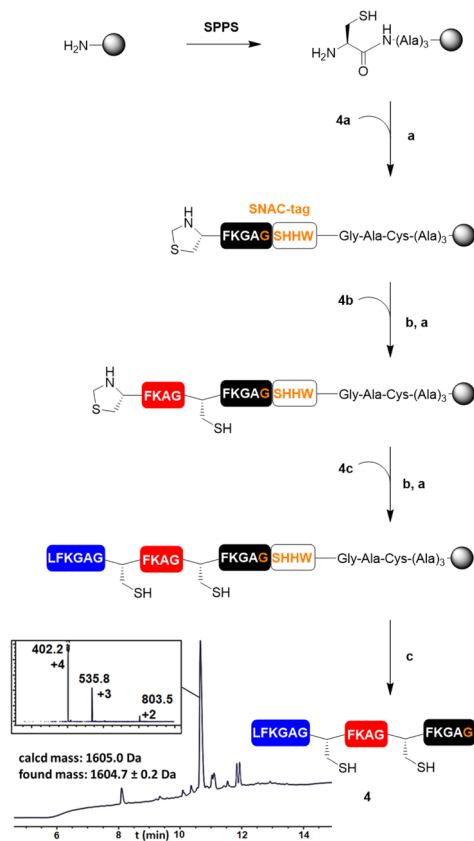 SPPS
H₂N
SH
H₂N
O
H
N
(Ala)₃
4a
a
SNAC-tag
H
N
S
FKGAG
SHHW
Gly-Ala-Cys-(Ala)₃
4b
b, a
H
N
S
FKAG
SH
FKGAG
SHHW
Gly-Ala-Cys-(Ala)₃
4c
b, a
LFKGAG
SH
FKAG
SH
FKGAG
SHHW
Gly-Ala-Cys-(Ala)₃
c
402.2
+4
535.8
+3
803.5
+2
calcd mass: 1605.0 Da
found mass: 1604.7 ± 0.2 Da
LFKGAG
SH
FKAG
SH
FKGAG
4
6 8 10 12 14
t (min)